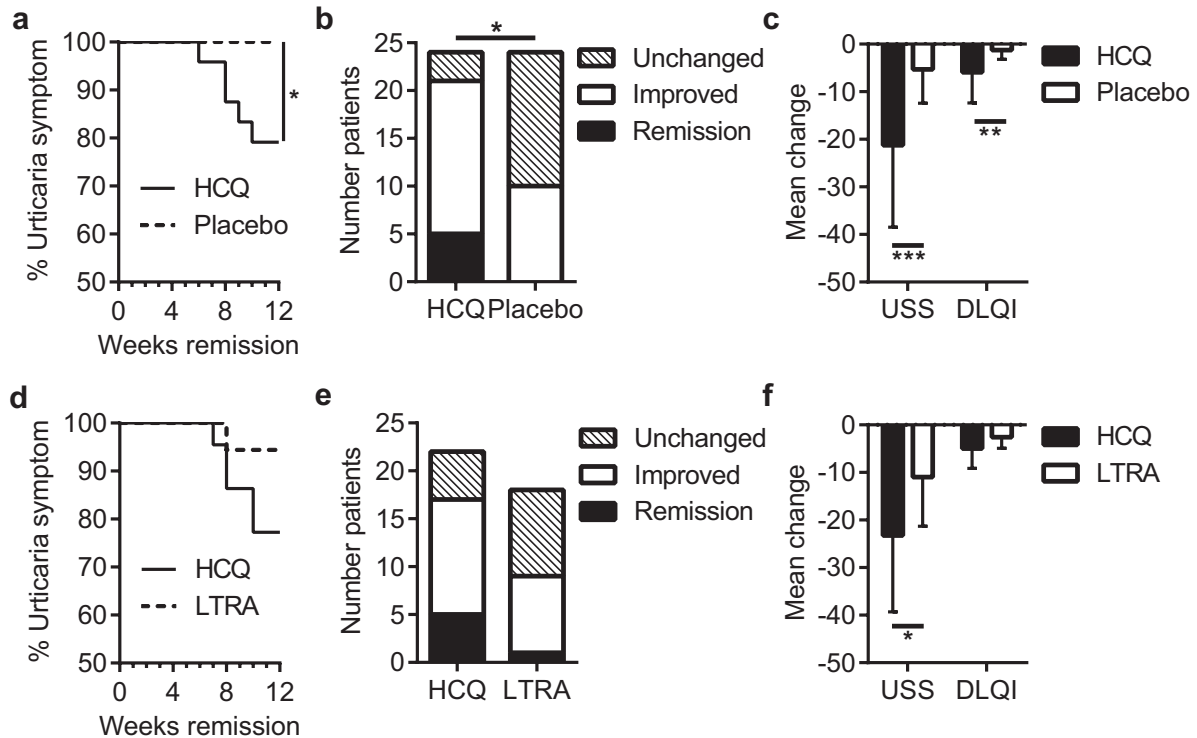 a
% Urticaria symptom
100
90
80
70
60
50
HCQ
Placebo
*
0 4 8 12
Weeks remission
b
*
Number patients
25
20
15
10
5
0
HCQ Placebo
Unchanged
Improved
Remission
c
Mean change
0
-10
-20
-30
-40
-50
***
**
USS DLQI
HCQ
Placebo
d
% Urticaria symptom
100
90
80
70
60
50
HCQ
LTRA
0 4 8 12
Weeks remission
e
Number patients
25
20
15
10
5
0
HCQ LTRA
Unchanged
Improved
Remission
f
Mean change
0
-10
-20
-30
-40
-50
*
USS DLQI
HCQ
LTRA